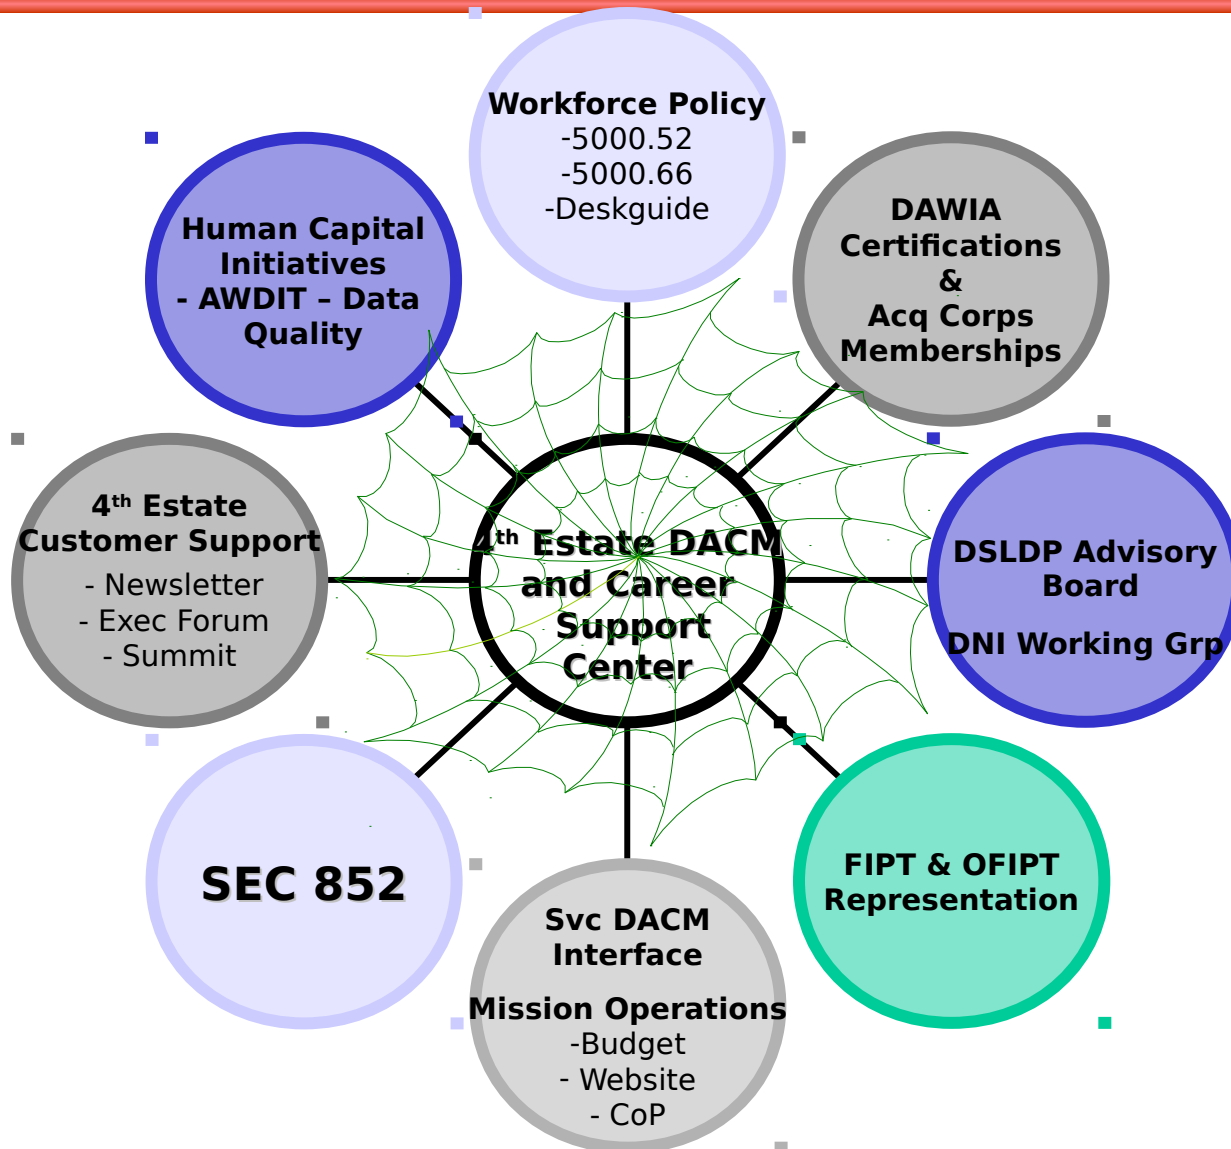 Workforce Policy
-5000.52
-5000.66
-Deskguide
Human Capital
Initiatives
- AWDIT – Data
Quality
DAWIA
Certifications
&
Acq Corps
Memberships
4th Estate
Customer Support
- Newsletter
- Exec Forum
- Summit
4th Estate DACM
and Career
Support
Center
DSLDP Advisory
Board
DNI Working Grp
SEC 852
FIPT & OFIPT
Representation
Svc DACM
Interface
Mission Operations
-Budget
- Website
- CoP